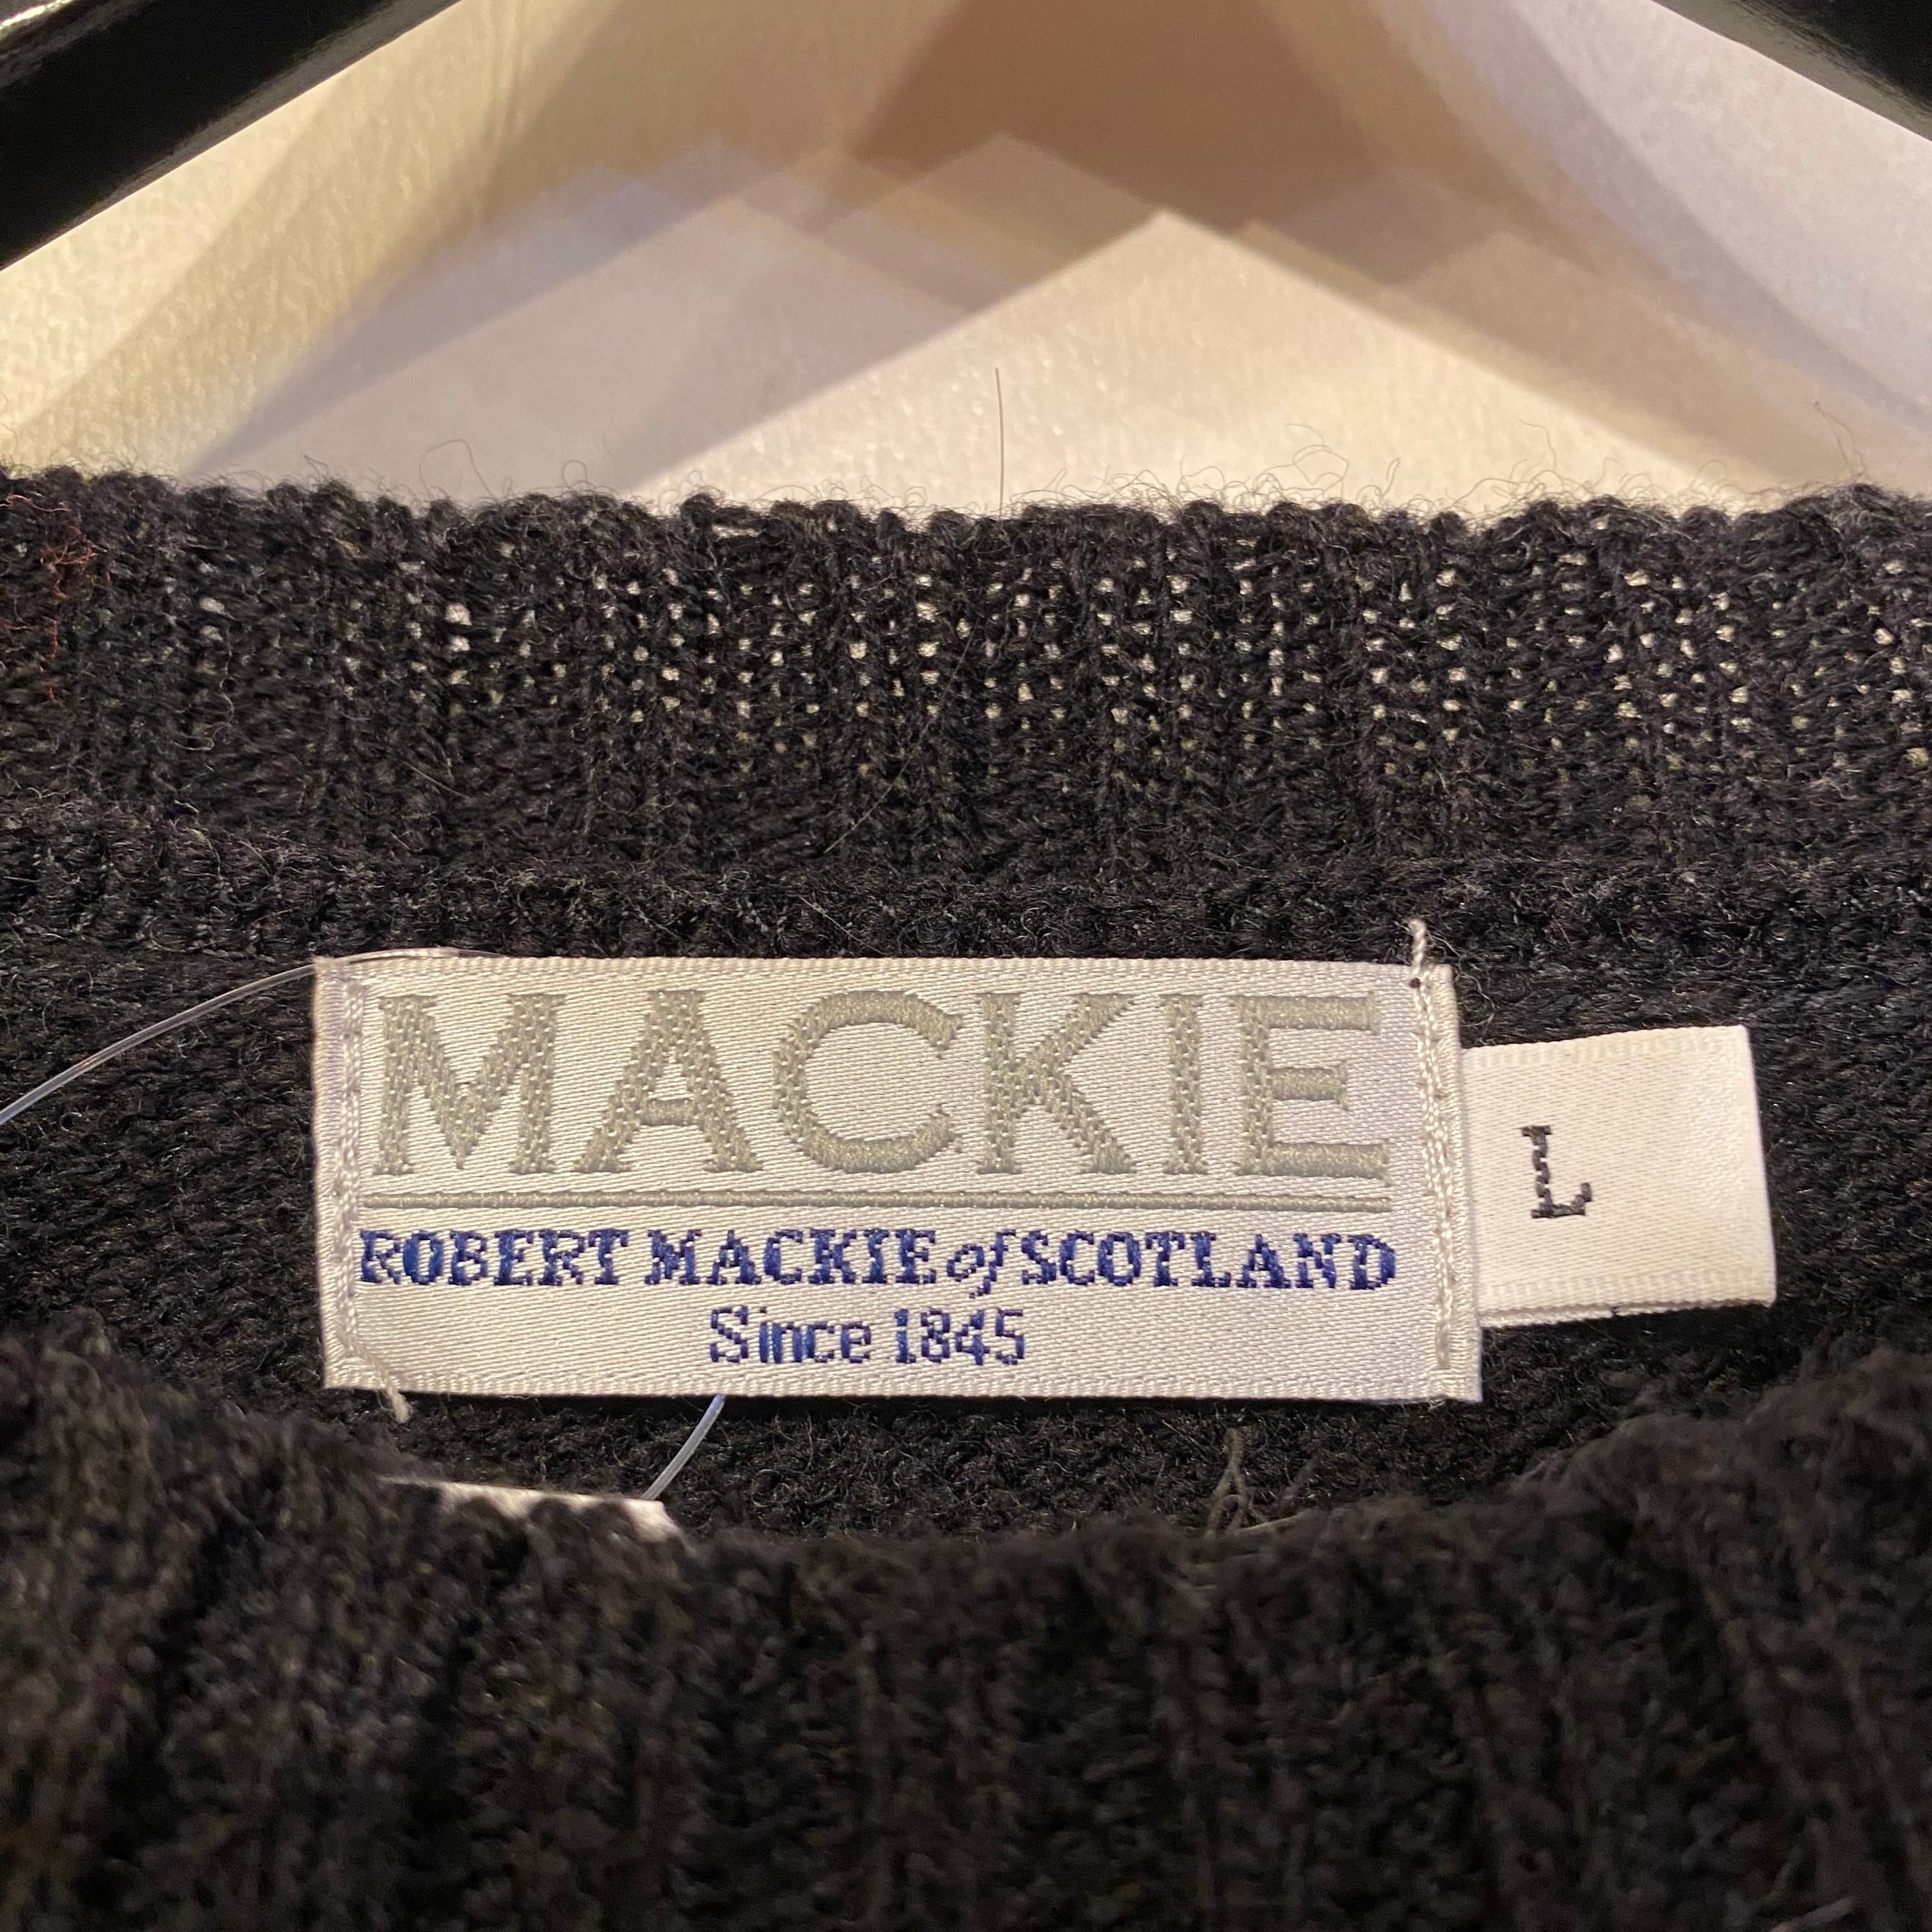 MACKIE
ROBERT MACKIE of SCOTLAND
Since 1845
L